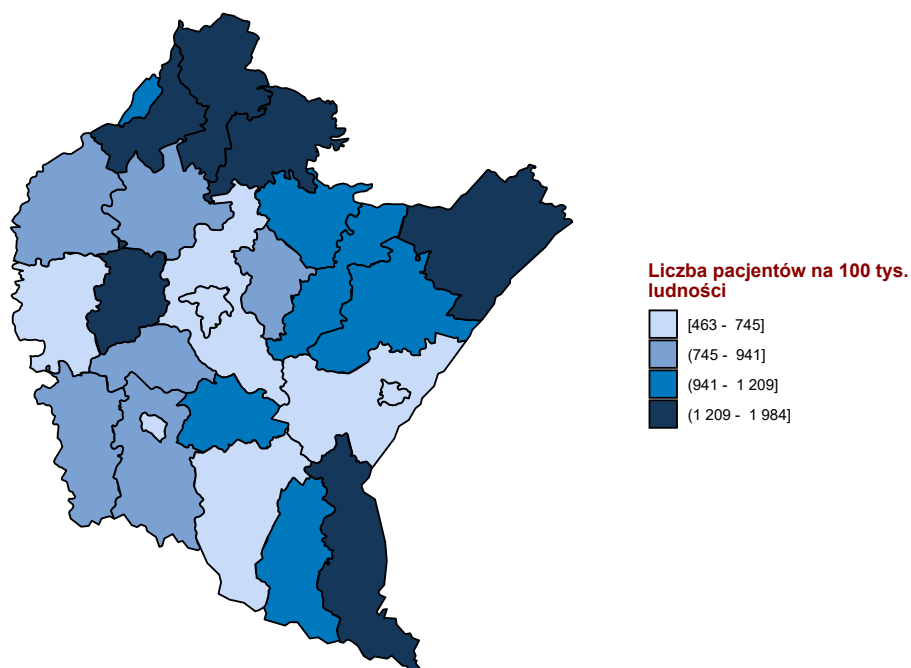 Liczba pacjentów na 100 tys.
ludności
[463 - 745]
(745 - 941]
(941 - 1 209]
(1 209 - 1 984]